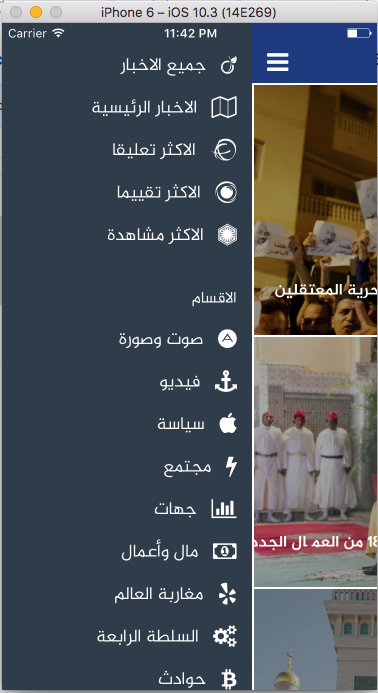 iPhone 6 – iOS 10.3 (14E269)
Carrier 11:42 PM
جميع الاخبار
الاخبار الرئيسية
الاكثر تعليقا
الاكثر تقييما
الاكثر مشاهدة
الاقسام
صوت وصورة
فيديو
سياسة
مجتمع
جهات
مال وأعمال
مغاربة العالم
السلطة الرابعة
حوادث
حرية المعتقلين
18 من العمال الجدد